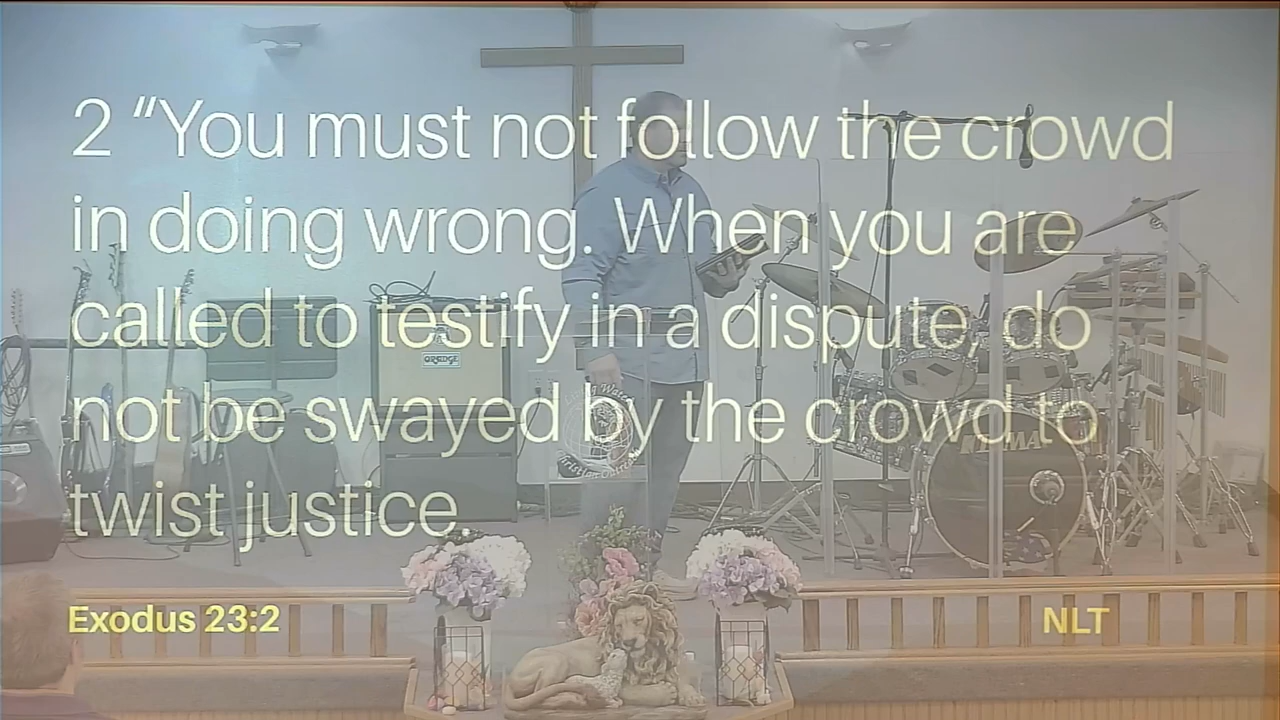 2 “You must not follow the crowd
in doing wrong. When you are
called to testify in a dispute, do
not be swayed by the crowd to
twist justice
Exodus 23:2
NLT
ORANGE
TAMA